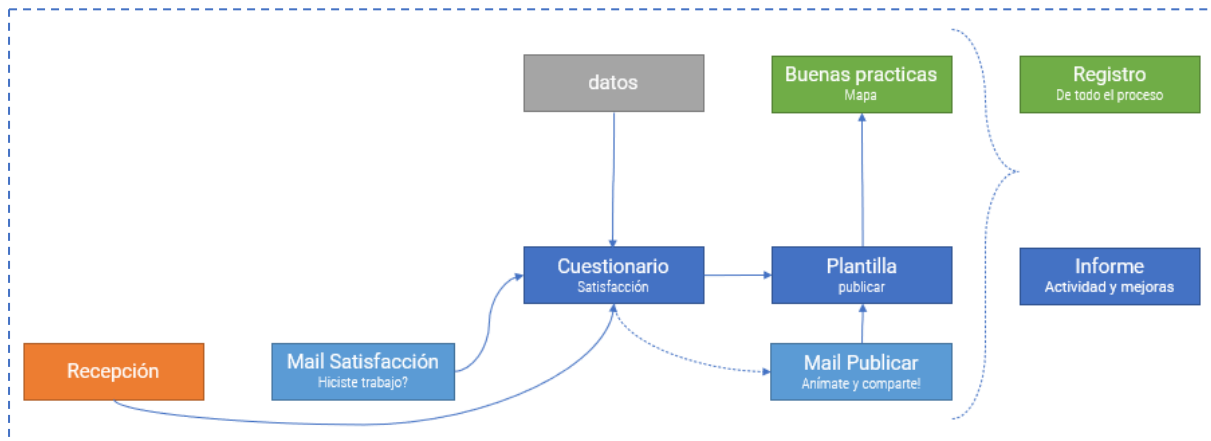 datos
Buenas practicas
Mapa
Registro
De todo el proceso
Cuestionario
Satisfacción
Plantilla
publicar
Informe
Actividad y mejoras
Recepción
Mail Satisfacción
Hiciste trabajo?
Mail Publicar
Anímate y comparte!